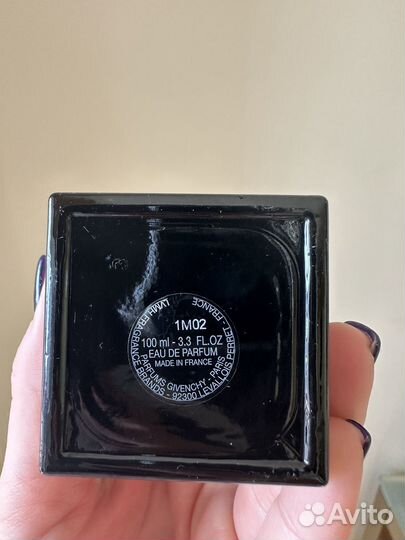 1M02
100 ml - 3.3 FL.OZ
EAU DE PARFUM
MADE IN FRANCE
PARFUMS GIVENCHY - PARIS
LVMH FRAGRANCE BRANDS - 92300 LEVALLOIS PERRET - FRANCE
Avito